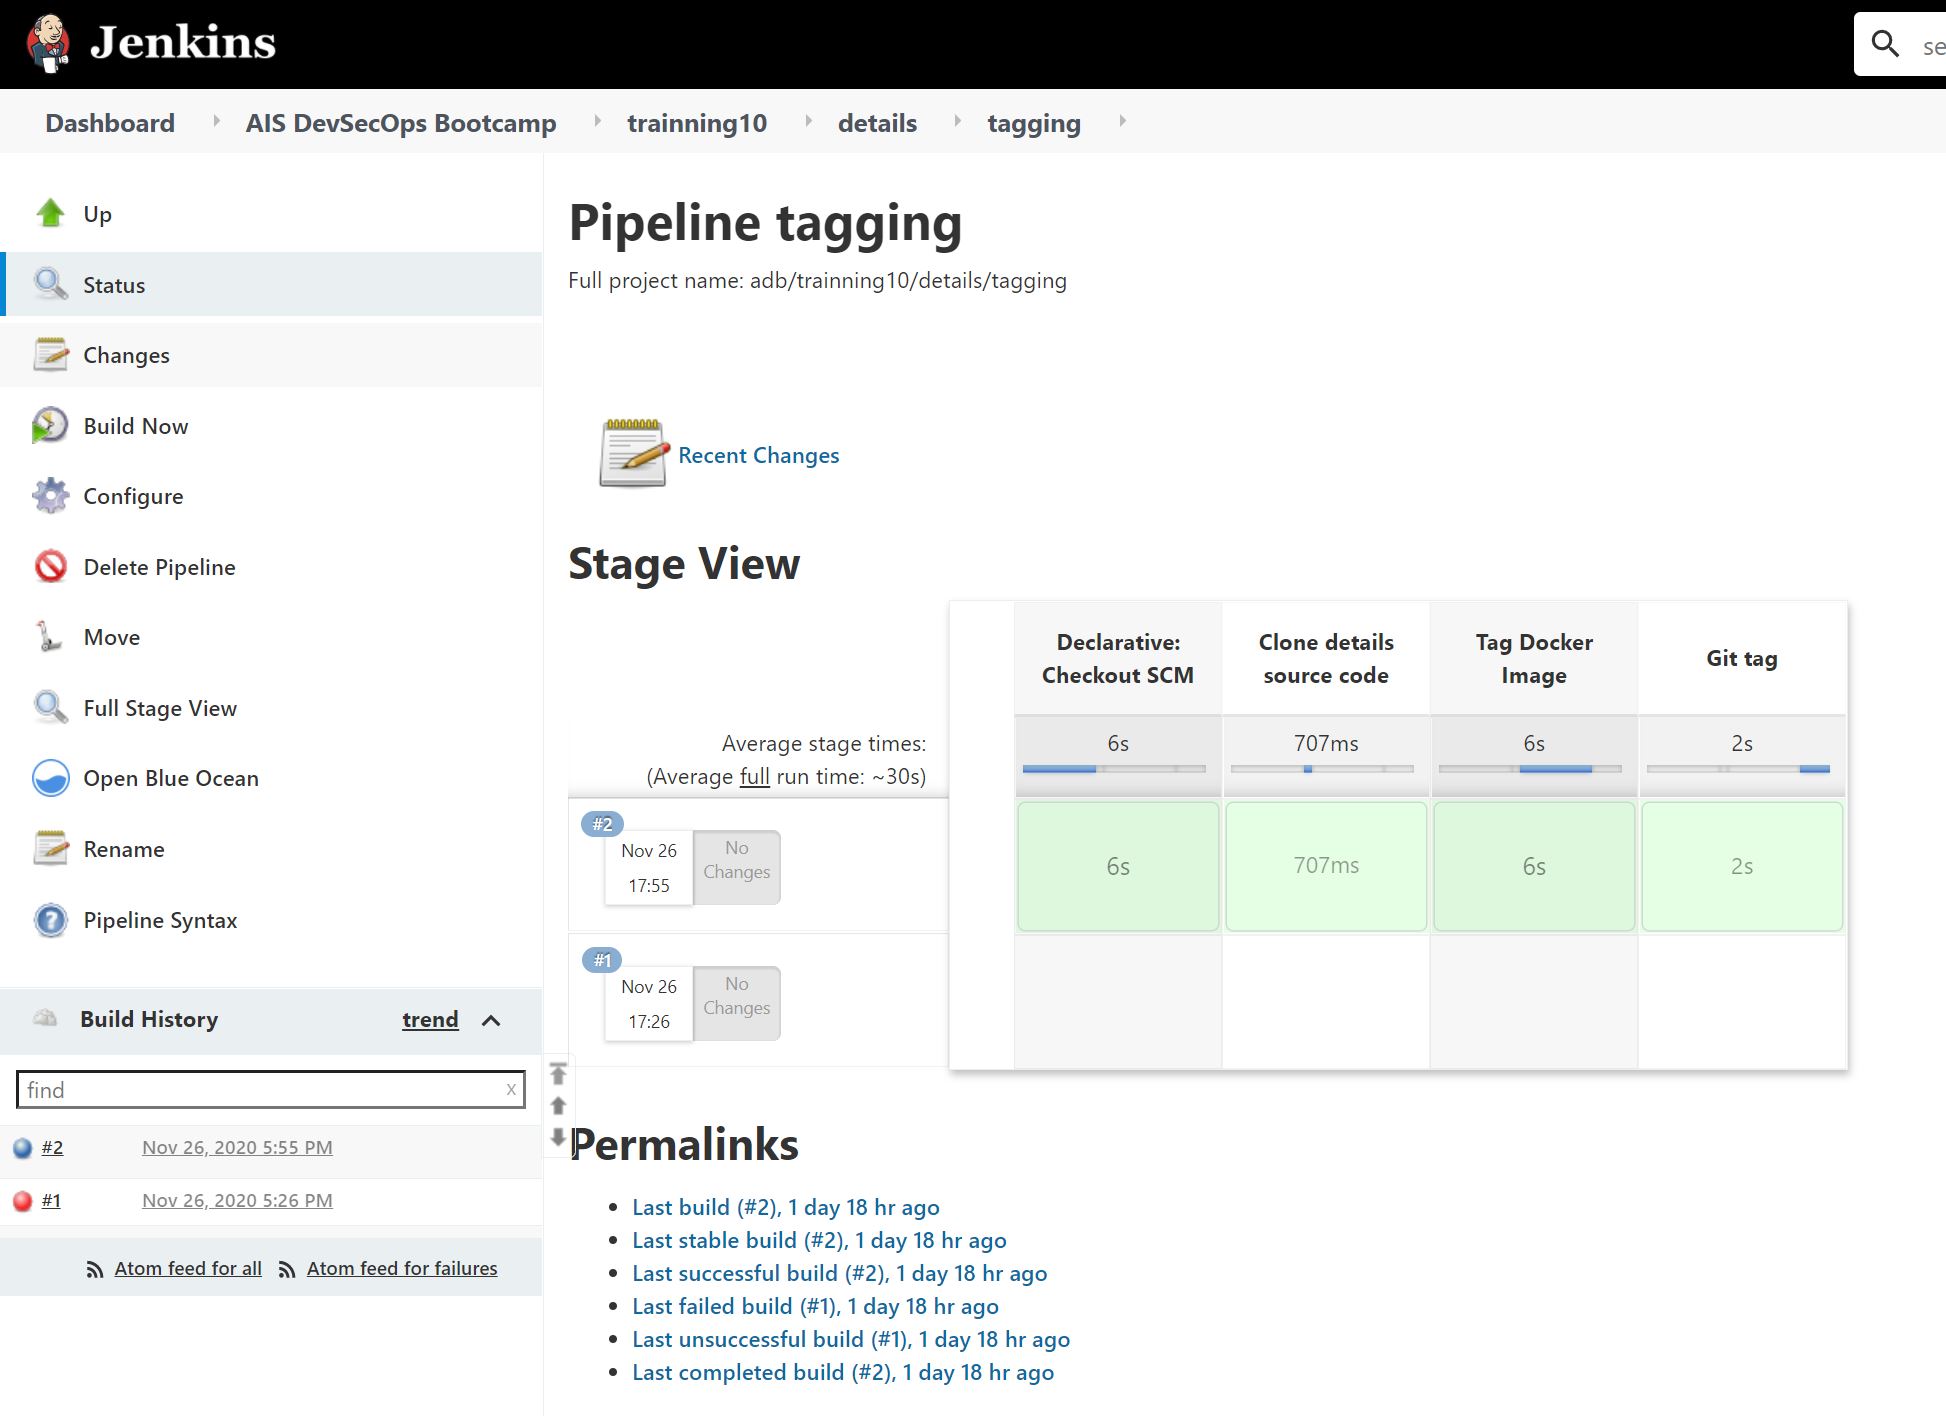 Jenkins
se
Dashboard
AIS DevSecOps Bootcamp
trainning10
details
tagging
Up
Status
Changes
Build Now
Configure
Delete Pipeline
Move
Full Stage View
Open Blue Ocean
Rename
Pipeline Syntax
Build History
trend
find
x
#2
Nov 26, 2020 5:55 PM
#1
Nov 26, 2020 5:26 PM
Atom feed for all
Atom feed for failures
Pipeline tagging
Full project name: adb/trainning10/details/tagging
Recent Changes
Stage View
Declarative:
Checkout SCM
Clone details
source code
Tag Docker
Image
Git tag
Average stage times:
(Average full run time: ~30s)
6s
707ms
6s
2s
#2
Nov 26
17:55
No
Changes
6s
707ms
6s
2s
#1
Nov 26
17:26
No
Changes
Permalinks
Last build (#2), 1 day 18 hr ago
Last stable build (#2), 1 day 18 hr ago
Last successful build (#2), 1 day 18 hr ago
Last failed build (#1), 1 day 18 hr ago
Last unsuccessful build (#1), 1 day 18 hr ago
Last completed build (#2), 1 day 18 hr ago